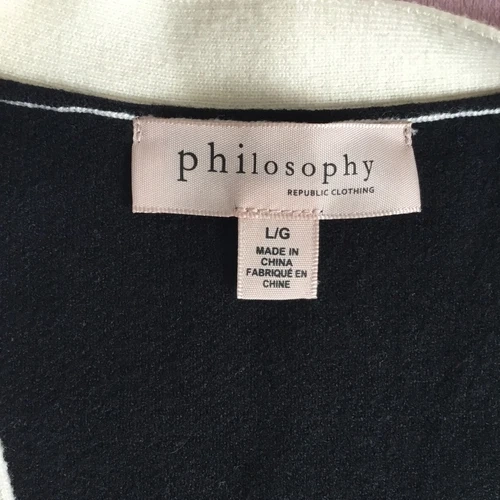 philosophy
REPUBLIC CLOTHING
L/G
MADE IN
CHINA
FABRIQUÉ EN
CHINE